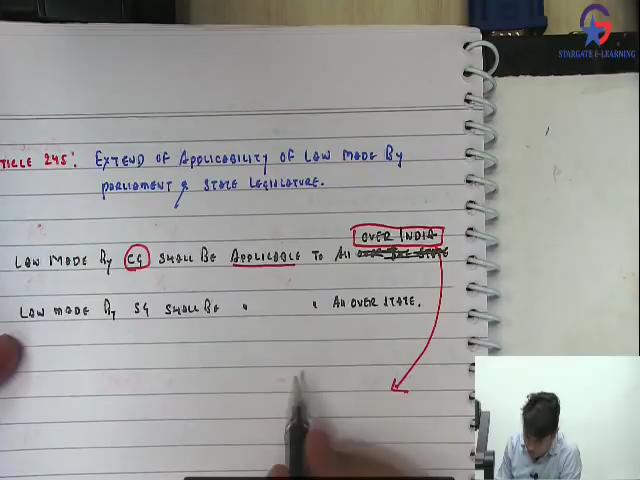 STARGATE E-LEARNING
TICLE 245: EXTEND OF APPLICABILITY OF LAW MADE BY
PARLIAMENT & STATE LEGISLATURE.
OVER INDIA
LAW MADE By CG SHALL BE APPLICABLE TO All
LAW MADE By SG SHALL BE " " All OVER STATE.